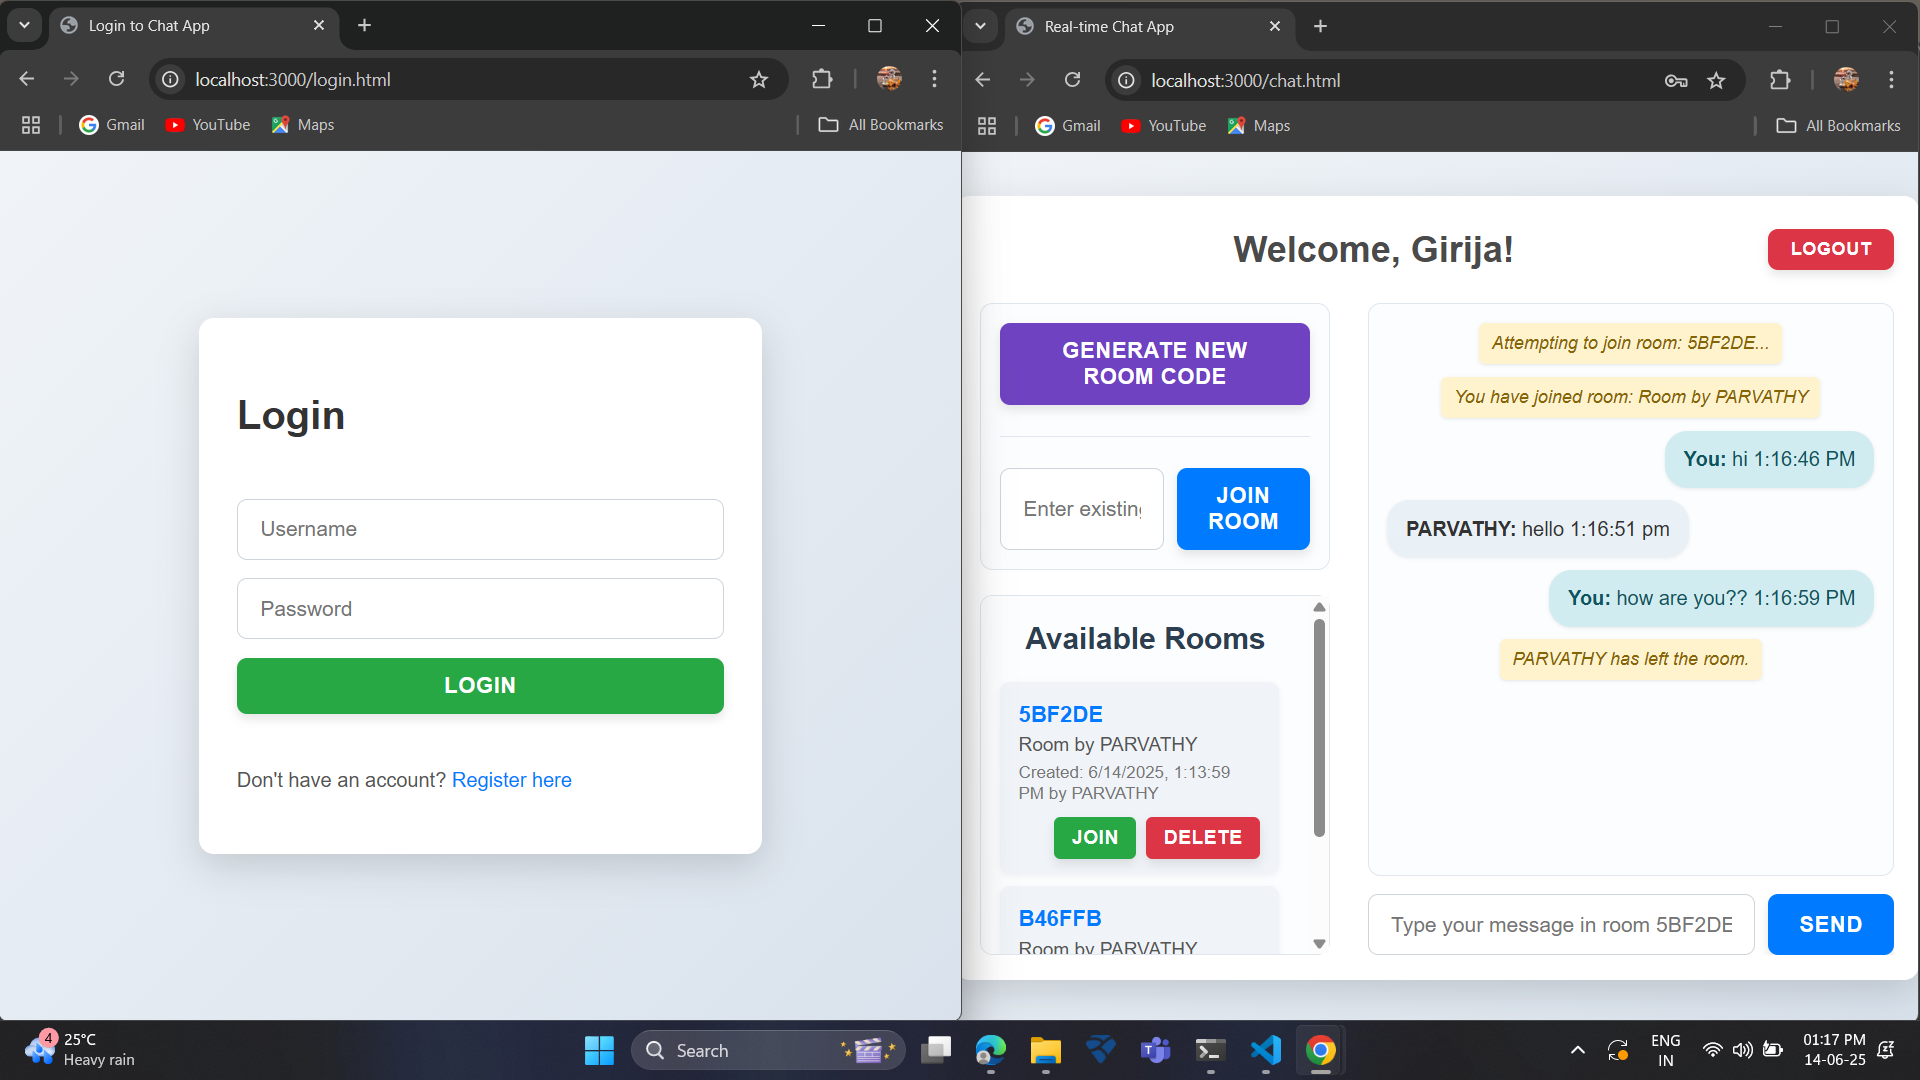 Login to Chat App
localhost:3000/login.html
Gmail
YouTube
Maps
All Bookmarks
Login
Username
Password
LOGIN
Don't have an account? Register here
Real-time Chat App
localhost:3000/chat.html
Gmail
YouTube
Maps
All Bookmarks
Welcome, Girija!
LOGOUT
GENERATE NEW
ROOM CODE
Enter existing
JOIN
ROOM
Available Rooms
5BF2DE
Room by PARVATHY
Created: 6/14/2025, 1:13:59
PM by PARVATHY
JOIN
DELETE
B46FFB
Room by PARVATHY
Attempting to join room: 5BF2DE...
You have joined room: Room by PARVATHY
You: hi 1:16:46 PM
PARVATHY: hello 1:16:51 pm
You: how are you?? 1:16:59 PM
PARVATHY has left the room.
Type your message in room 5BF2DE
SEND
4
25°C
Heavy rain
Search
ENG
IN
01:17 PM
14-06-25